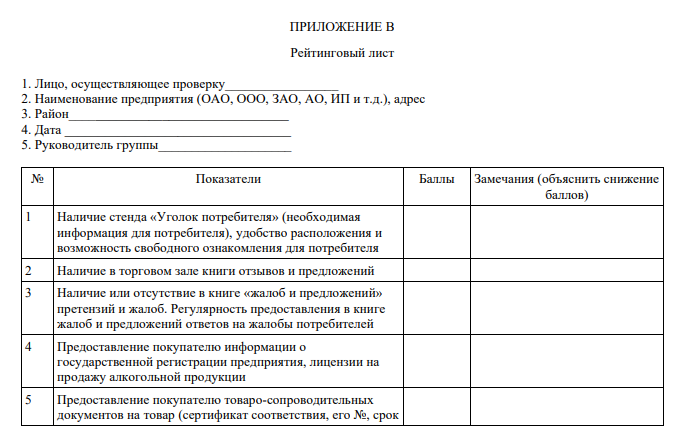 ПРИЛОЖЕНИЕ В
Рейтинговый лист
1. Лицо, осуществляющее проверку_________________
2. Наименование предприятия (ОАО, ООО, ЗАО, АО, ИП и т.д.), адрес
3. Район_________________________________
4. Дата __________________________________
5. Руководитель группы____________________
№ Показатели Баллы Замечания (объяснить снижение
баллов)
1 Наличие стенда «Уголок потребителя» (необходимая
информация для потребителя), удобство расположения и
возможность свободного ознакомления для потребителя
2 Наличие в торговом зале книги отзывов и предложений
3 Наличие или отсутствие в книге «жалоб и предложений»
претензий и жалоб. Регулярность предоставления в книге
жалоб и предложений ответов на жалобы потребителей
4 Предоставление покупателю информации о
государственной регистрации предприятия, лицензии на
продажу алкогольной продукции
5 Предоставление покупателю товаро-сопроводительных
документов на товар (сертификат соответствия, его №, срок